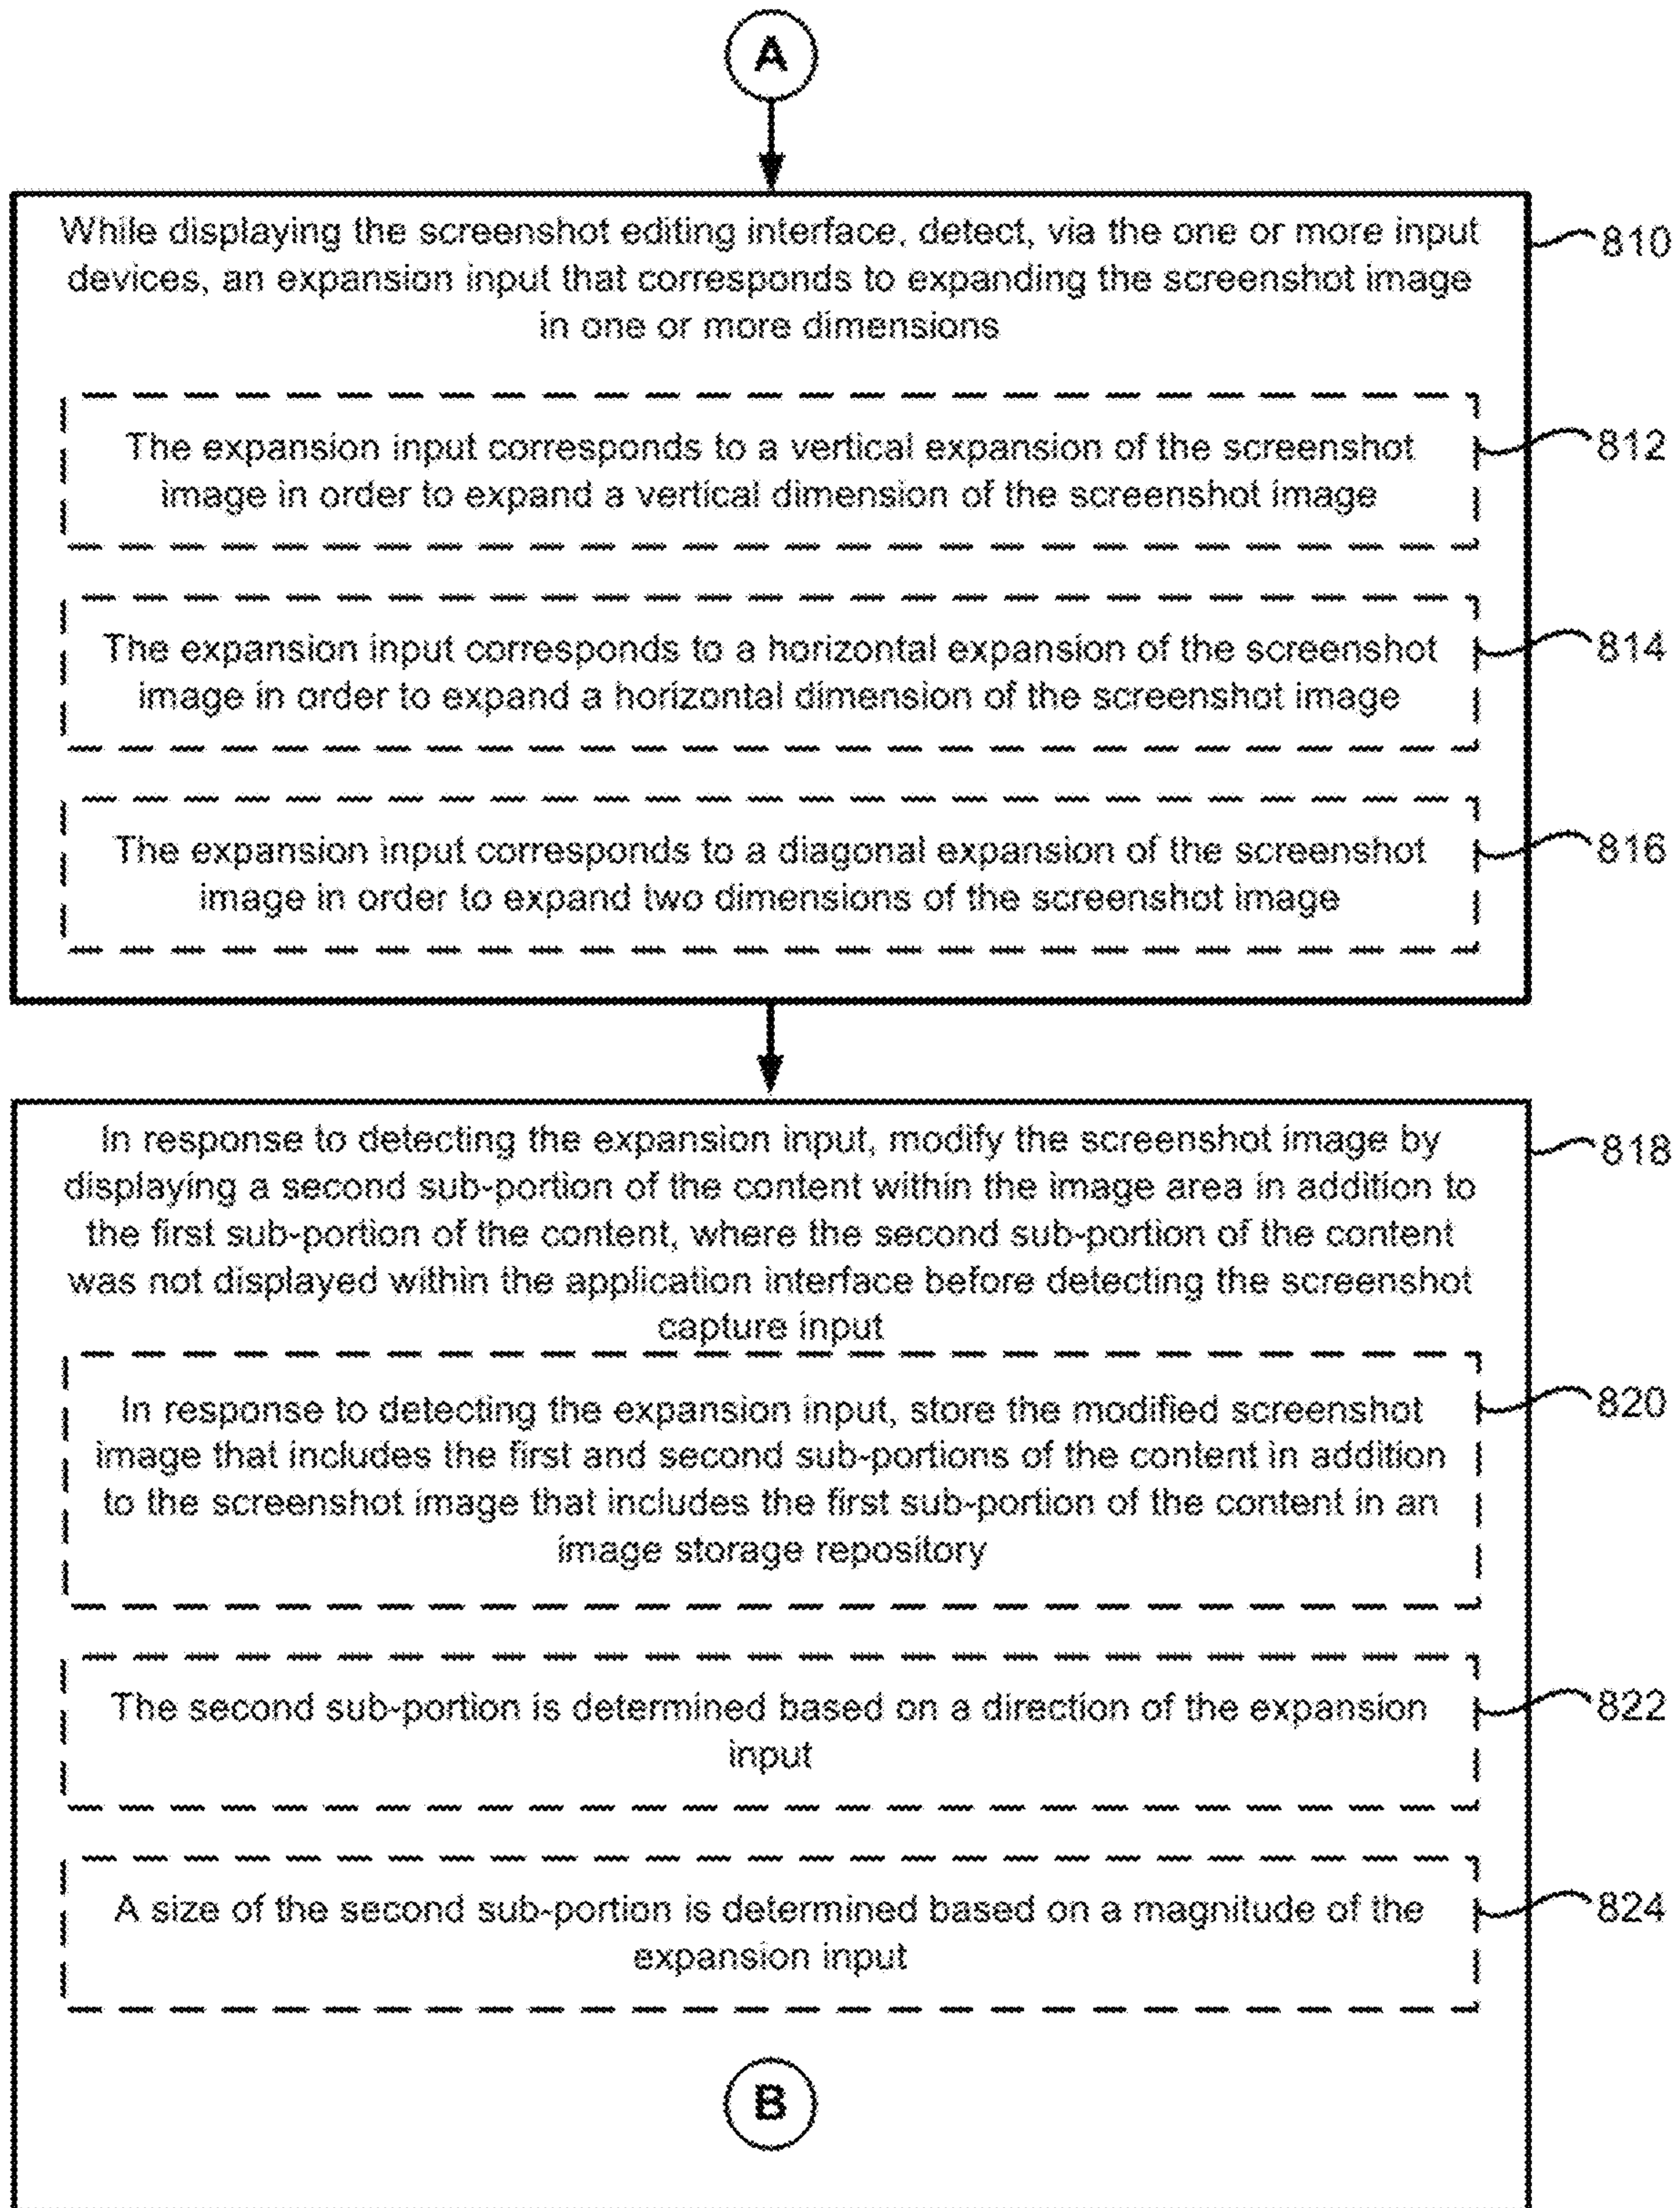 A
While displaying the screenshot editing interface, detect, via the one or more input
devices, an expansion input that corresponds to expanding the screenshot image
in one or more dimensions
810
The expansion input corresponds to a vertical expansion of the screenshot
image in order to expand a vertical dimension of the screenshot image
812
The expansion input corresponds to a horizontal expansion of the screenshot
image in order to expand a horizontal dimension of the screenshot image
814
The expansion input corresponds to a diagonal expansion of the screenshot
image in order to expand two dimensions of the screenshot image
816
In response to detecting the expansion input, modify the screenshot image by
displaying a second sub-portion of the content within the image area in addition to
the first sub-portion of the content, where the second sub-portion of the content
was not displayed within the application interface before detecting the screenshot
capture input
818
In response to detecting the expansion input, store the modified screenshot
image that includes the first and second sub-portions of the content in addition
to the screenshot image that includes the first sub-portion of the content in an
image storage repository
820
The second sub-portion is determined based on a direction of the expansion
input
822
A size of the second sub-portion is determined based on a magnitude of the
expansion input
824
B